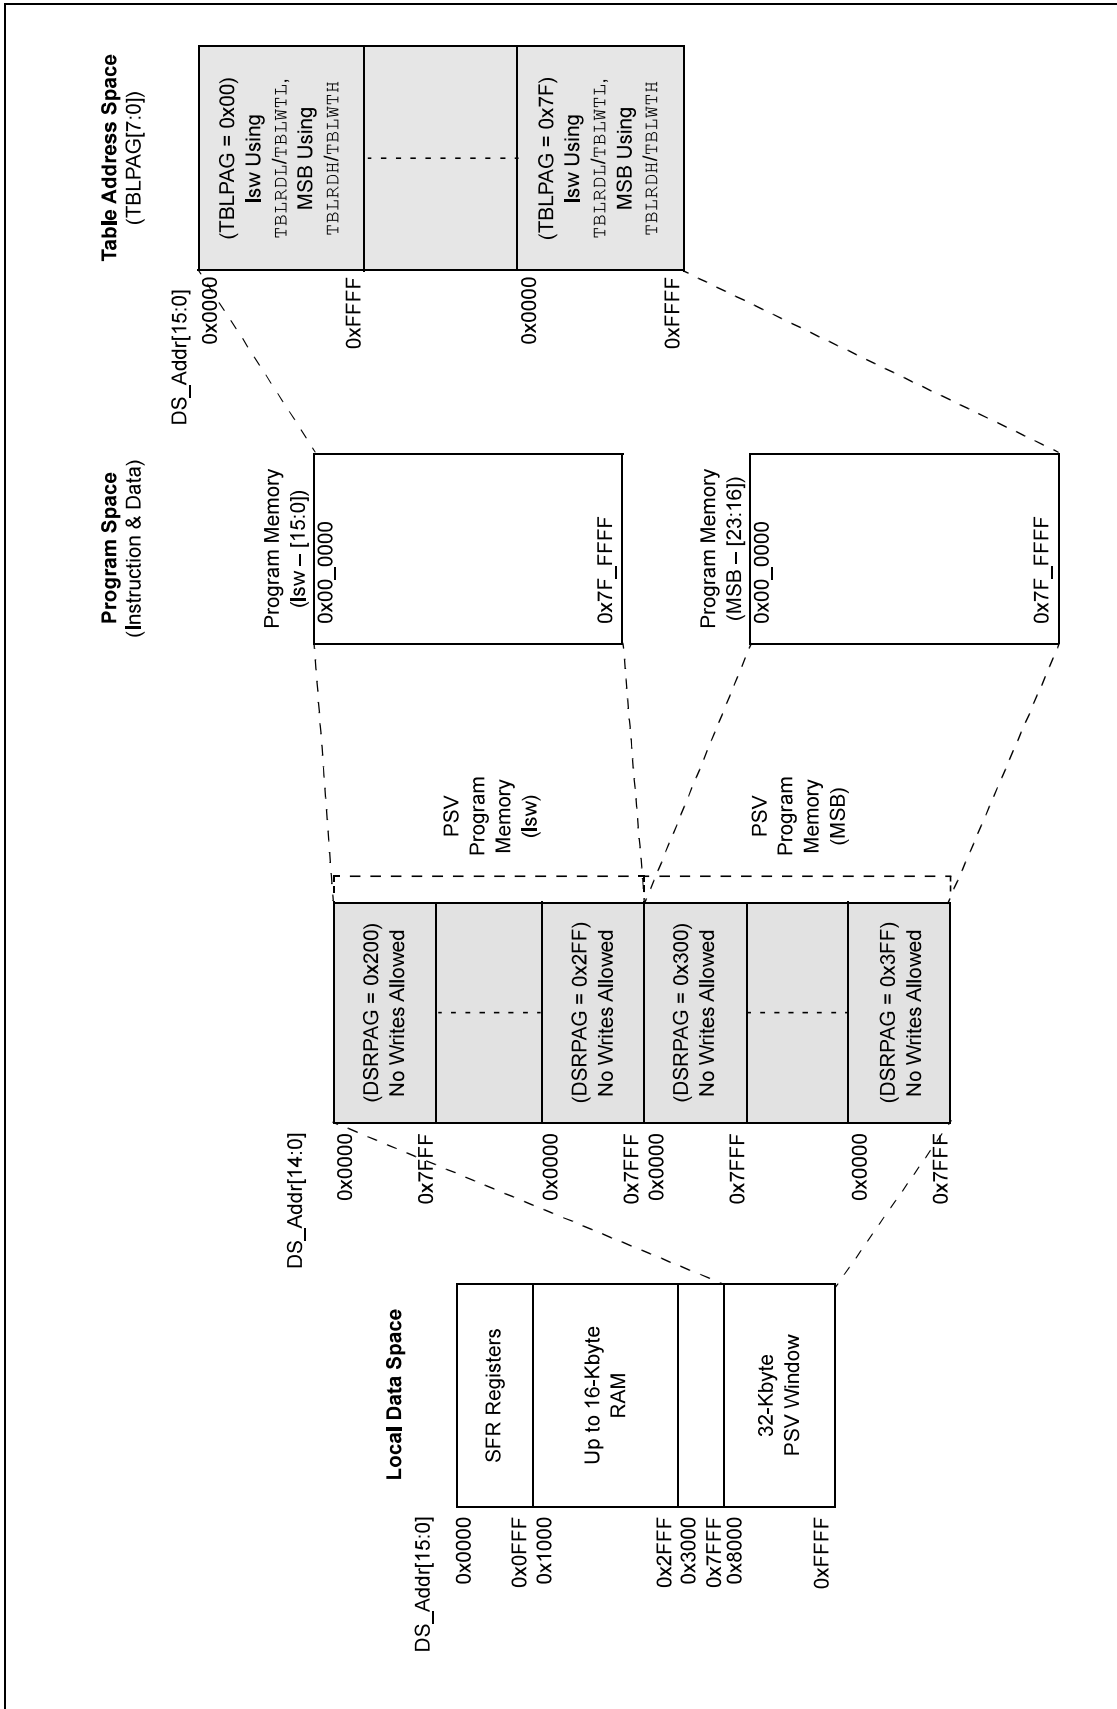 Local Data Space
DS_Addr[15:0]
0x0000
SFR Registers
0x0FFF
0x1000
Up to 16-Kbyte
RAM
0x2FFF
0x3000
0x7FFF
0x8000
32-Kbyte
PSV Window
0xFFFF
DS_Addr[14:0]
0x0000
(DSRPAG = 0x200)
No Writes Allowed
0x7FFF
0x0000
(DSRPAG = 0x2FF)
No Writes Allowed
0x7FFF
0x0000
(DSRPAG = 0x300)
No Writes Allowed
0x7FFF
0x0000
(DSRPAG = 0x3FF)
No Writes Allowed
0x7FFF
PSV
Program
Memory
(lsw)
PSV
Program
Memory
(MSB)
Program Space
(Instruction & Data)
Program Memory
(lsw – [15:0])
0x00_0000
0x7F_FFFF
Program Memory
(MSB – [23:16])
0x00_0000
0x7F_FFFF
Table Address Space
(TBLPAG[7:0])
DS_Addr[15:0]
0x0000
(TBLPAG = 0x00)
lsw Using
TBLRDL/TBLWTL,
MSB Using
TBLRDH/TBLWTH
0xFFFF
0x0000
(TBLPAG = 0x7F)
lsw Using
TBLRDL/TBLWTL,
MSB Using
TBLRDH/TBLWTH
0xFFFF